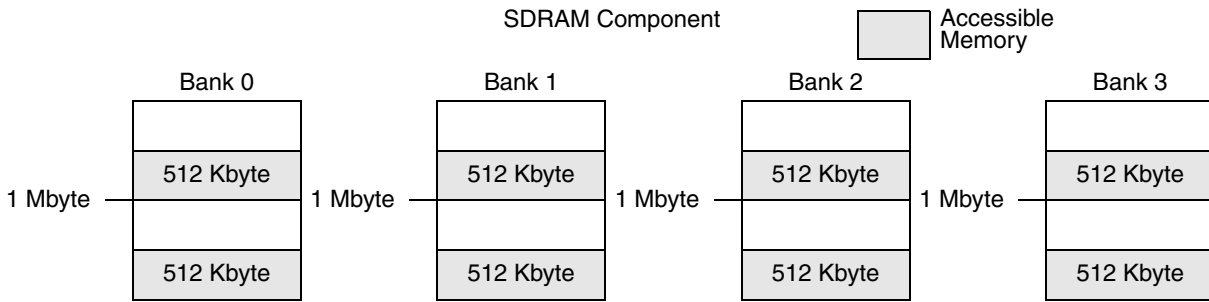 SDRAM Component
Accessible
Memory
Bank 0
Bank 1
Bank 2
Bank 3
512 Kbyte
512 Kbyte
512 Kbyte
512 Kbyte
1 Mbyte
1 Mbyte
1 Mbyte
1 Mbyte
512 Kbyte
512 Kbyte
512 Kbyte
512 Kbyte